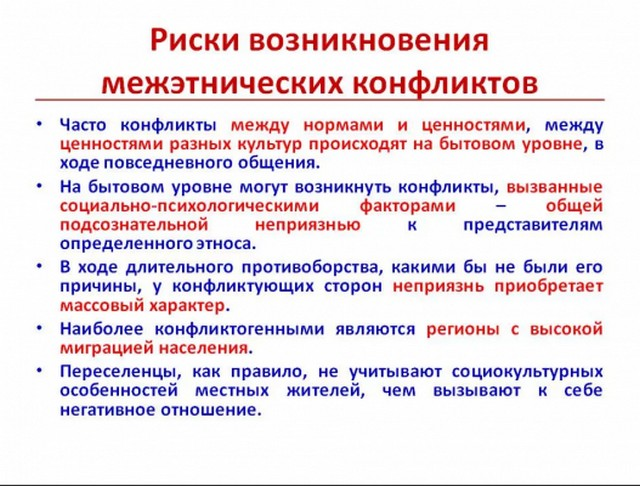 Риски возникновения
межэтнических конфликтов
• Часто конфликты между нормами и ценностями, между
ценностями разных культур происходят на бытовом уровне, в
ходе повседневного общения.
• На бытовом уровне могут возникнуть конфликты, вызванные
социально-психологическими факторами – общей
подсознательной неприязнью к представителям
определенного этноса.
• В ходе длительного противоборства, какими бы не были его
причины, у конфликтующих сторон неприязнь приобретает
массовый характер.
• Наиболее конфликтогенными являются регионы с высокой
миграцией населения.
• Переселенцы, как правило, не учитывают социокультурных
особенностей местных жителей, чем вызывают к себе
негативное отношение.